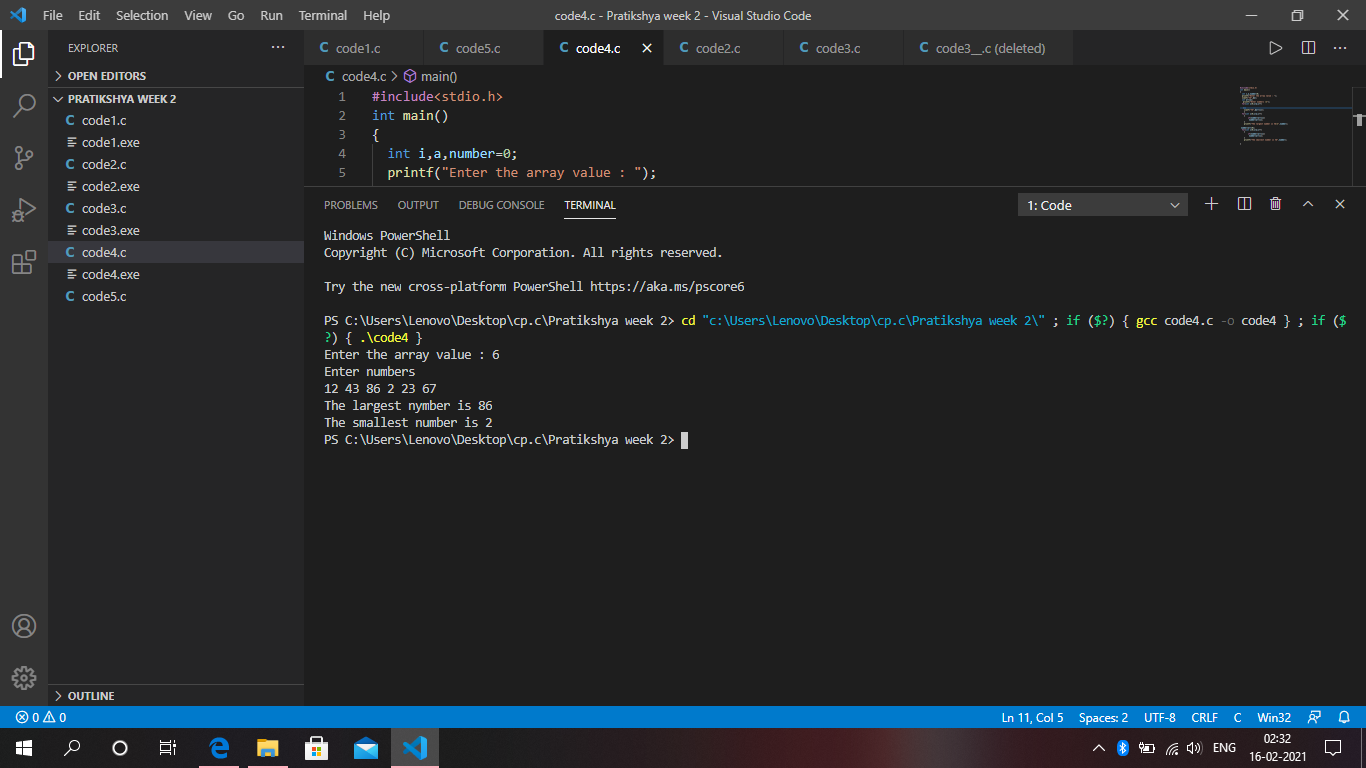 File Edit Selection View Go Run Terminal Help
code4.c - Pratikshya week 2 - Visual Studio Code
EXPLORER
OPEN EDITORS
PRATIKSHYA WEEK 2
C code1.c
code1.exe
C code2.c
code2.exe
C code3.c
code3.exe
C code4.c
code4.exe
C code5.c
OUTLINE
C code1.c C code5.c C code4.c C code2.c C code3.c C code3__.c (deleted)
C code4.c > main()
1 #include<stdio.h>
2 int main()
3 {
4 int i,a,number=0;
5 printf("Enter the array value : ");
PROBLEMS OUTPUT DEBUG CONSOLE TERMINAL
1: Code
Windows PowerShell
Copyright (C) Microsoft Corporation. All rights reserved.
Try the new cross-platform PowerShell https://aka.ms/pscore6
PS C:\Users\Lenovo\Desktop\cp.c\Pratikshya week 2> cd "c:\Users\Lenovo\Desktop\cp.c\Pratikshya week 2\" ; if ($?) { gcc code4.c -o code4 } ; if ($
?) { .\code4 }
Enter the array value : 6
Enter numbers
12 43 86 2 23 67
The largest nymber is 86
The smallest number is 2
PS C:\Users\Lenovo\Desktop\cp.c\Pratikshya week 2>
0 0
Ln 11, Col 5 Spaces: 2 UTF-8 CRLF C Win32
ENG
02:32
16-02-2021